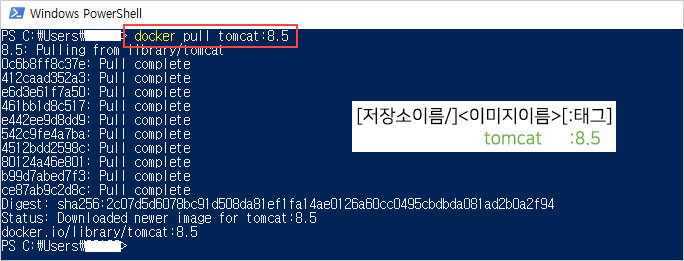 Windows PowerShell
PS C:\Users\ > docker pull tomcat:8.5
8.5: Pulling from library/tomcat
0c6b8ff8c37e: Pull complete
412caad352a3: Pull complete
e6d3e61f7a50: Pull complete
461bb1d8c517: Pull complete
e442ee9d8dd9: Pull complete
542c9fe4a7ba: Pull complete
4512bdd2598c: Pull complete
80124a46e801: Pull complete
b99d7abed7f3: Pull complete
ce87ab9c2d8c: Pull complete
[저장소이름/]<이미지이름>[:태그]
tomcat :8.5
Digest: sha256:2c07d5d6078bc91d508da81ef1fa14ae0126a60cc0495cbdbda081ad2b0a2f94
Status: Downloaded newer image for tomcat:8.5
docker.io/library/tomcat:8.5
PS C:\Users\ >